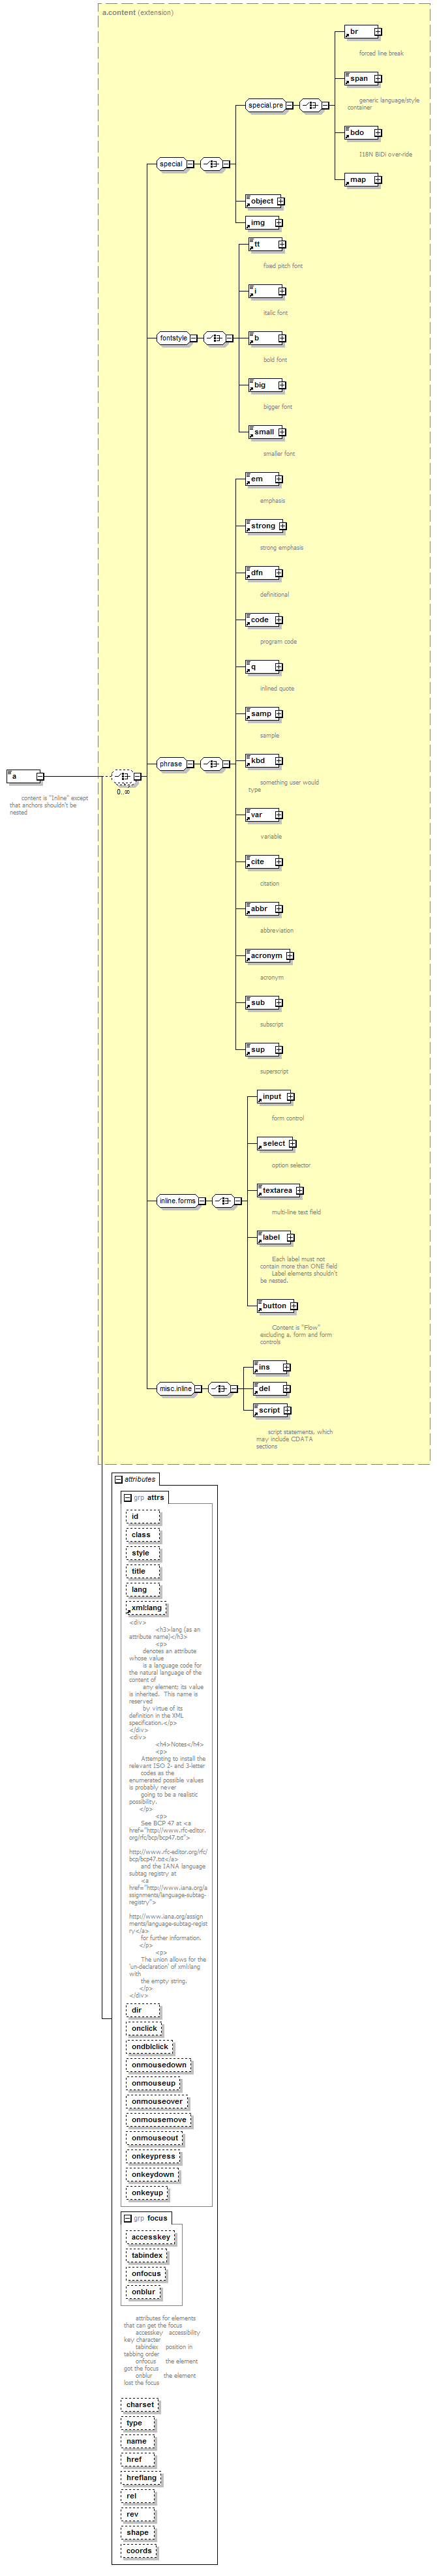 a.content (extension)
br
forced line break
span
generic language/style
container
special.pre
bdo
I18N BiDi over-ride
map
special
object
img
tt
fixed pitch font
i
italic font
fontstyle
b
bold font
big
bigger font
small
smaller font
em
emphasis
strong
strong emphasis
dfn
definitional
code
program code
q
inlined quote
samp
sample
phrase
kbd
something user would
type
a
0..∞
content is "Inline" except
that anchors shouldn't be
nested
var
variable
cite
citation
abbr
abbreviation
acronym
acronym
sub
subscript
sup
superscript
input
form control
select
option selector
inline.forms
textarea
multi-line text field
label
Each label must not
contain more than ONE field
Label elements shouldn't
be nested.
button
Content is "Flow"
excluding a, form and form
controls
ins
misc.inline
del
script
script statements, which
may include CDATA
sections
attributes
grp attrs
id
class
style
title
lang
xml:lang
<div>
<h3>lang (as an
attribute name)</h3>
<p>
denotes an attribute
whose value
is a language code for
the natural language of the
content of
any element; its value
is inherited. This name is
reserved
by virtue of its
definition in the XML
specification.</p>
</div>
<div>
<h4>Notes</h4>
<p>
Attempting to install the
relevant ISO 2- and 3-letter
codes as the
enumerated possible values
is probably never
going to be a realistic
possibility.
</p>
<p>
See BCP 47 at <a
href="http://www.rfc-editor.
org/rfc/bcp/bcp47.txt">
http://www.rfc-editor.org/rfc/
bcp/bcp47.txt</a>
and the IANA language
subtag registry at
<a
href="http://www.iana.org/a
ssignments/language-subtag-
registry">
http://www.iana.org/assign
ments/language-subtag-regist
ry</a>
for further information.
</p>
<p>
The union allows for the
'un-declaration' of xml:lang
with
the empty string.
</p>
</div>
dir
onclick
ondblclick
onmousedown
onmouseup
onmouseover
onmousemove
onmouseout
onkeypress
onkeydown
onkeyup
grp focus
accesskey
tabindex
onfocus
onblur
attributes for elements
that can get the focus
accesskey accessibility
key character
tabindex position in
tabbing order
onfocus the element
got the focus
onblur the element
lost the focus
charset
type
name
href
hreflang
rel
rev
shape
coords